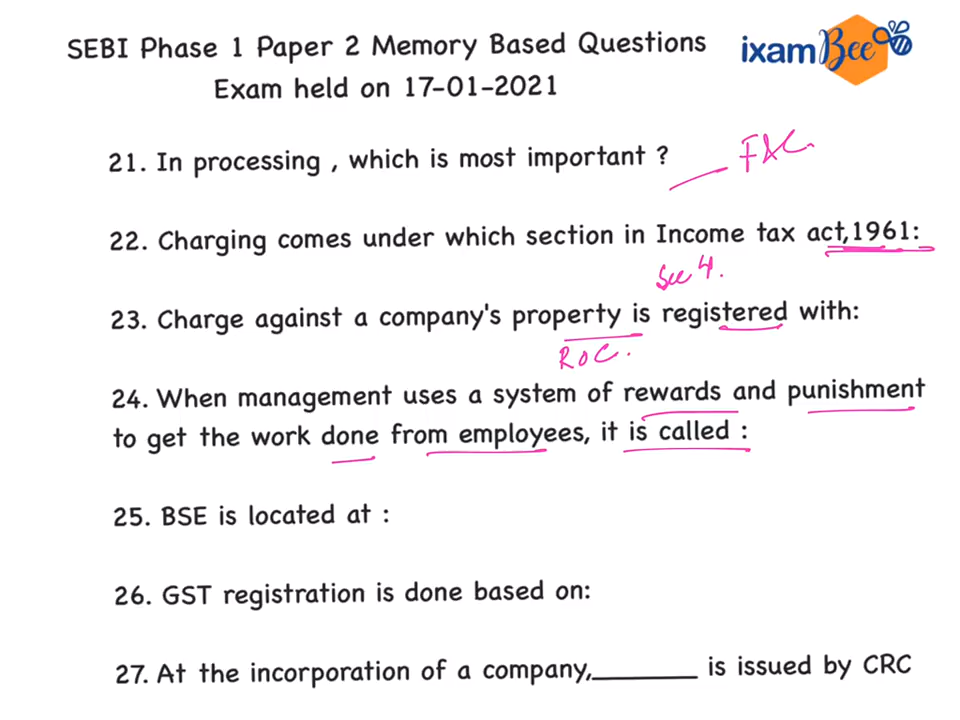 SEBI Phase 1 Paper 2 Memory Based Questions
ixamBee
Exam held on 17-01-2021
21. In processing , which is most important ?
22. Charging comes under which section in Income tax act,1961:
Sec 4.
23. Charge against a company's property is registered with:
ROC.
24. When management uses a system of rewards and punishment
to get the work done from employees, it is called :
25. BSE is located at :
26. GST registration is done based on:
27. At the incorporation of a company,________ is issued by CRC